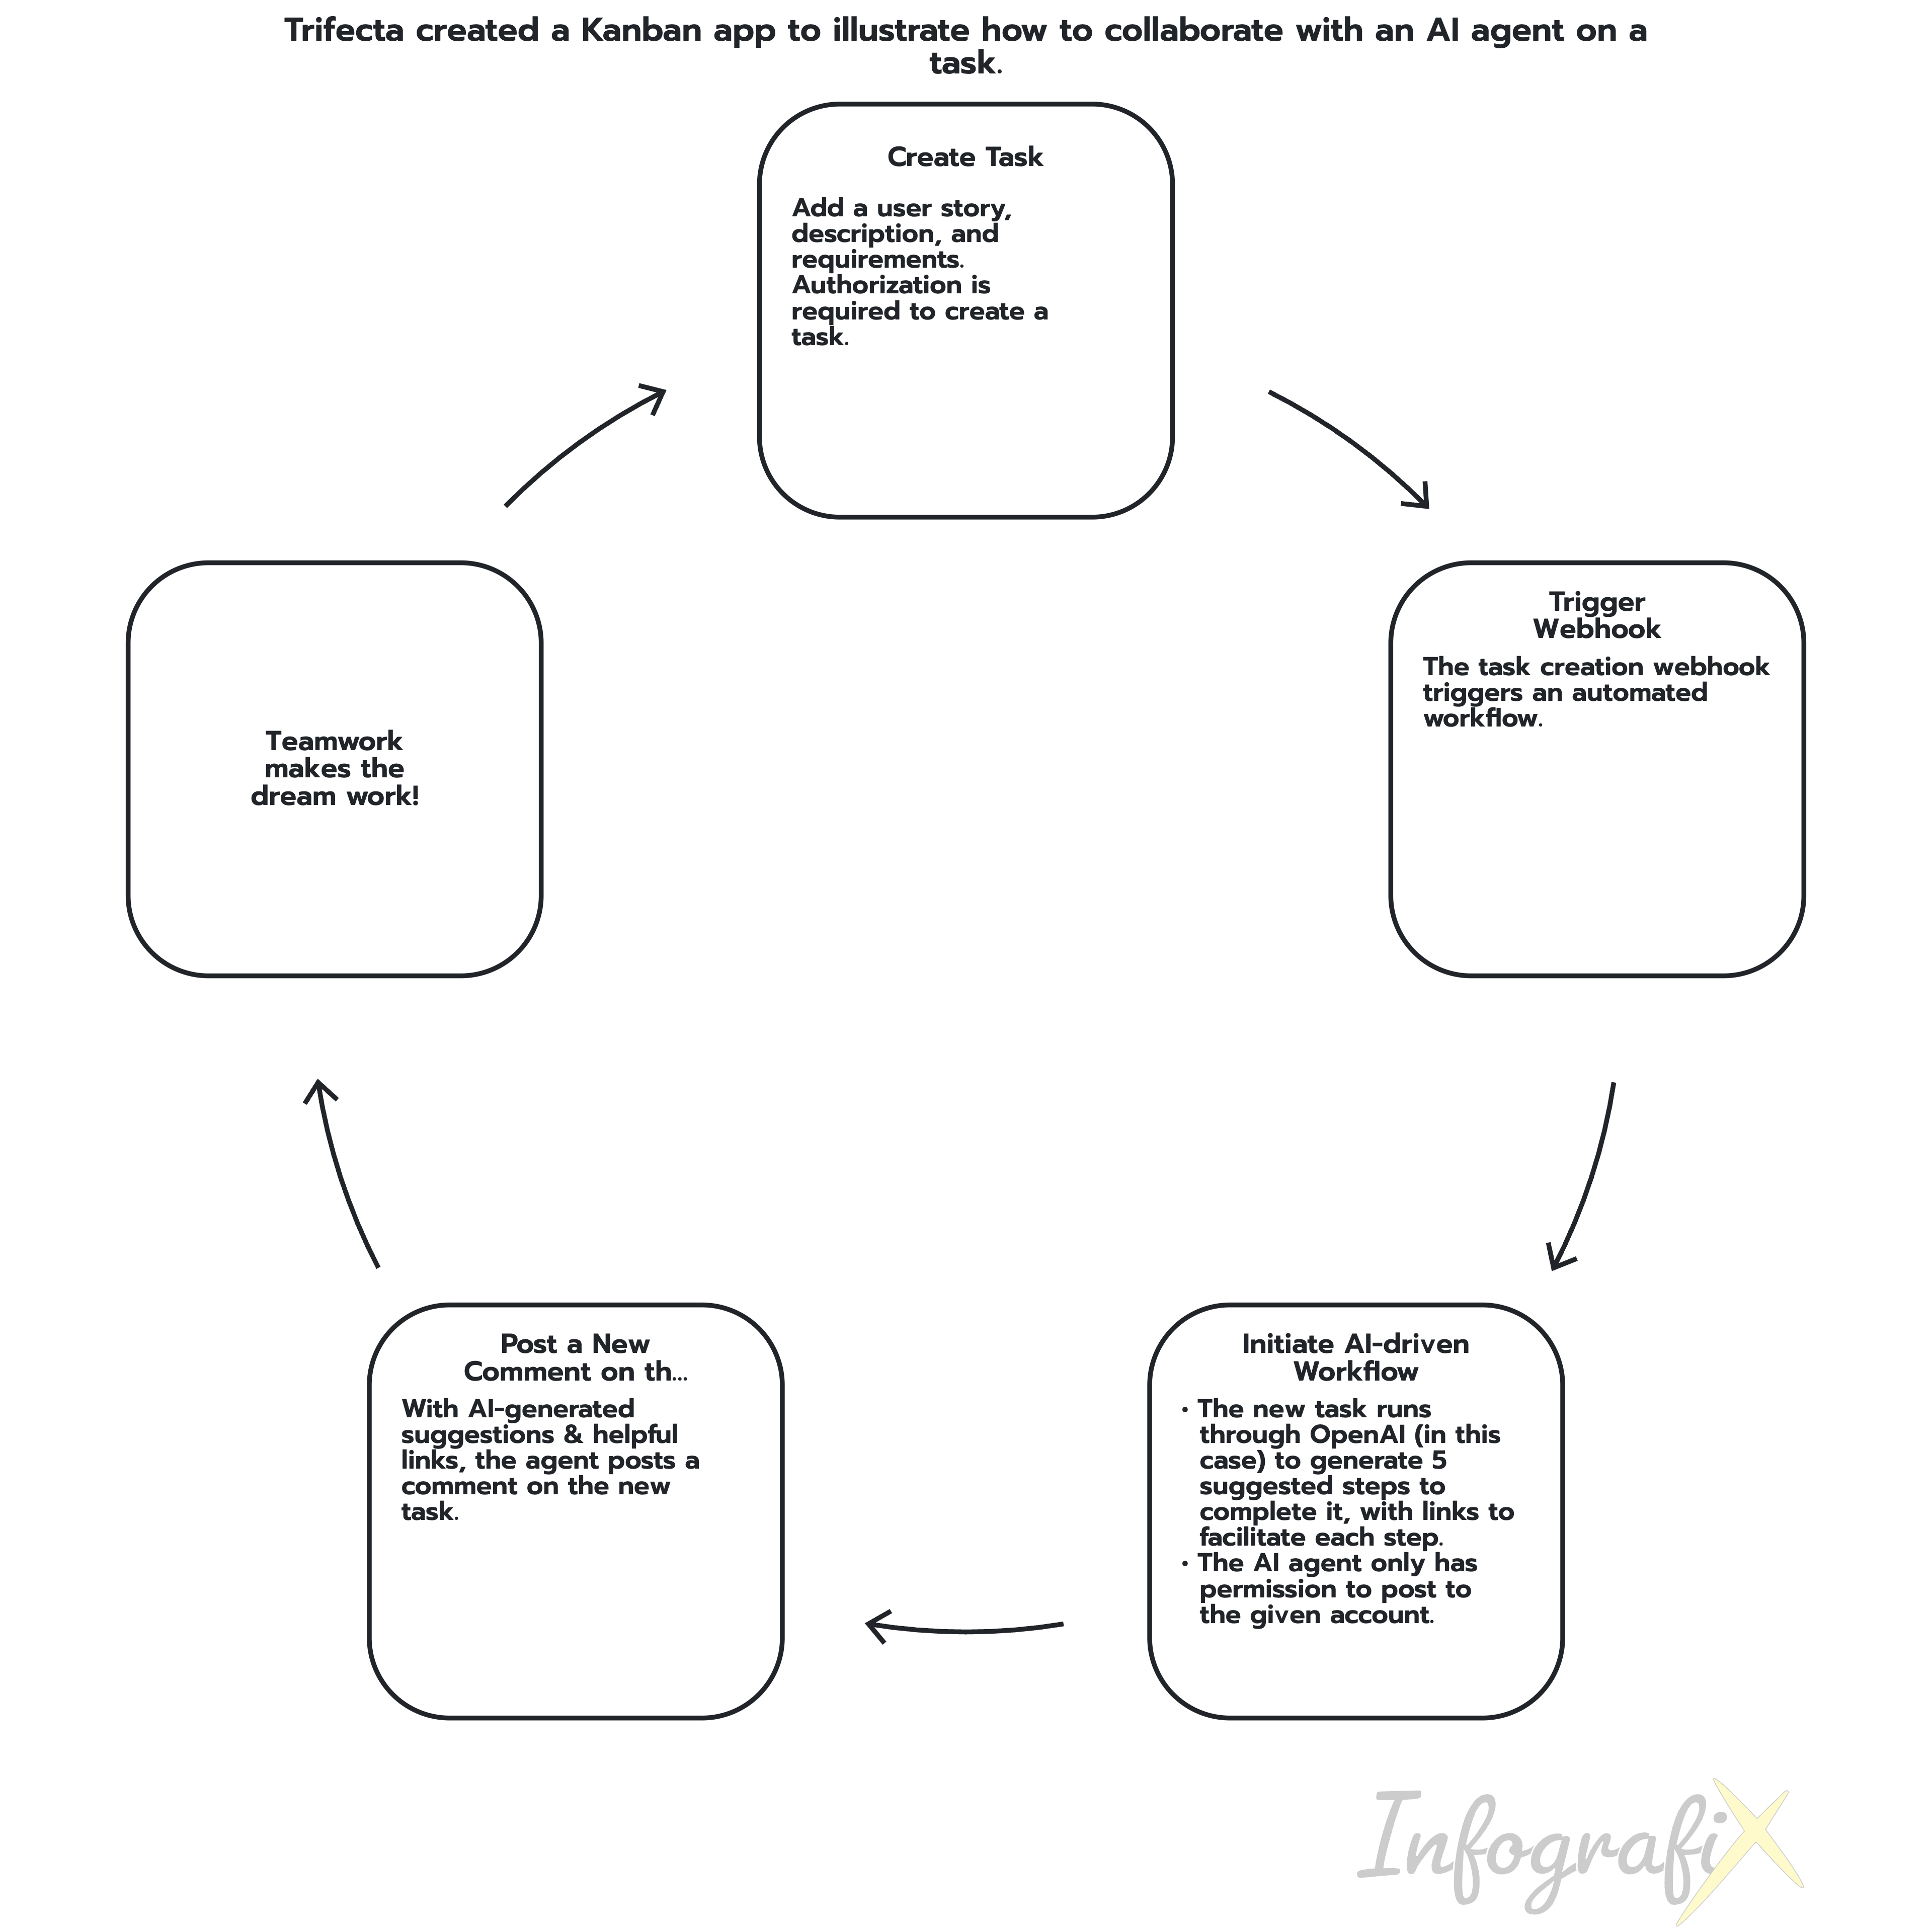 Trifecta created a Kanban app to illustrate how to collaborate with an AI agent on a
task.
Create Task
Add a user story,
description, and
requirements.
Authorization is
required to create a
task.
Trigger
Webhook
The task creation webhook
triggers an automated
workflow.
Initiate AI-driven
Workflow
• The new task runs
through OpenAI (in this
case) to generate 5
suggested steps to
complete it, with links to
facilitate each step.
• The AI agent only has
permission to post to
the given account.
Post a New
Comment on th...
With AI-generated
suggestions & helpful
links, the agent posts a
comment on the new
task.
Teamwork
makes the
dream work!
InfografiX